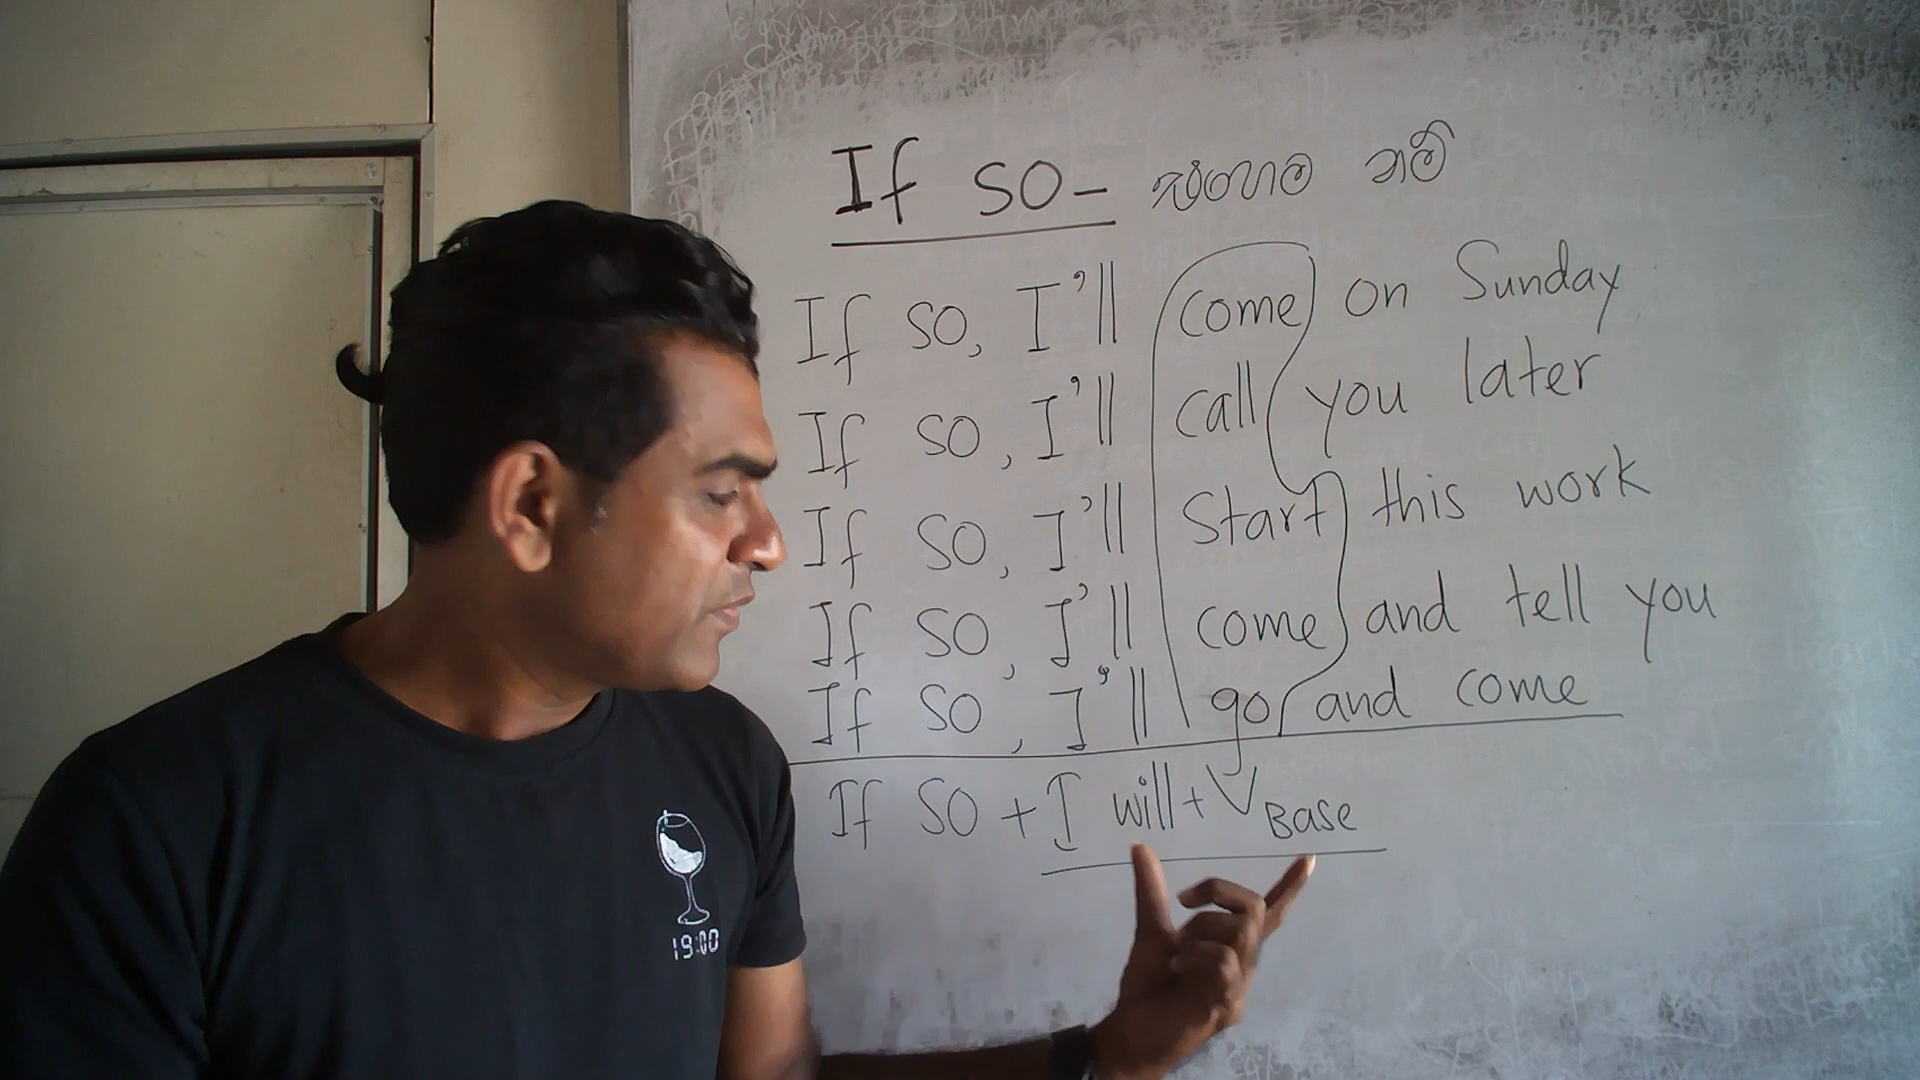 If so - එහෙම නම්
If so, I'll come on Sunday
If so, I'll call you later
If so, I'll start this work
If so, I'll come and tell you
If so, I'll go and come
If so + I will + V Base
19:00